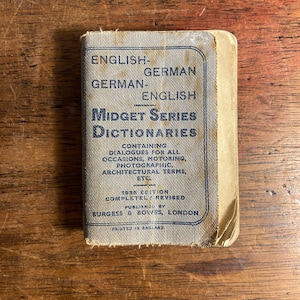 ENGLISH-
GERMAN
GERMAN-
ENGLISH
MIDGET SERIES
DICTIONARIES
CONTAINING
DIALOGUES FOR ALL
OCCASIONS, MOTORING,
PHOTOGRAPHIC,
ARCHITECTURAL TERMS,
ETC.
EDITION
COMPLETELY REVISED
PUBLISHED BY
BURGESS & BOWES, LONDON
PRINTED IN ENGLAND